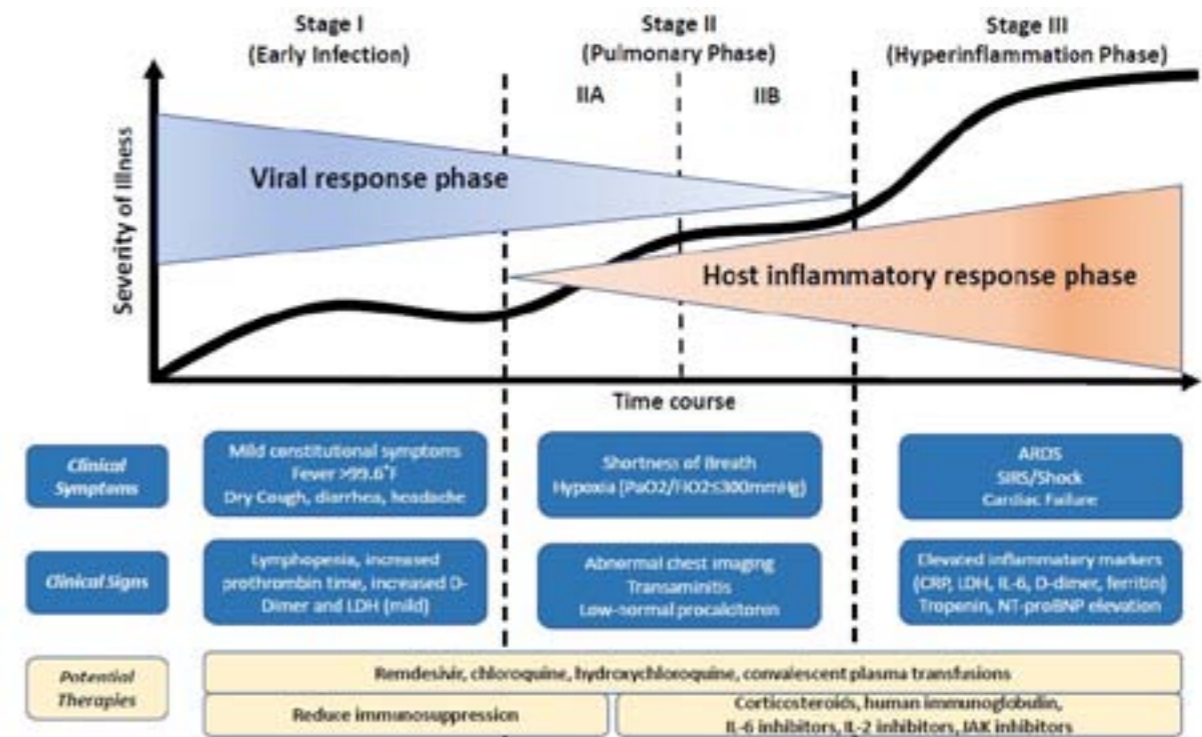 Stage I
(Early Infection)
Stage II
(Pulmonary Phase)
Stage III
(Hyperinflammation Phase)
IIA
IIB
Severity of Illness
Viral response phase
Host inflammatory response phase
Time course
Clinical
Symptoms
Mild constitutional symptoms
Fever >99.6°F
Dry Cough, diarrhea, headache
Shortness of Breath
Hypoxia (PaO2/FiO2≤300mmHg)
ARDS
SIRS/Shock
Cardiac Failure
Clinical Signs
Lymphopenia, increased
prothrombin time, increased D-
Dimer and LDH (mild)
Abnormal chest imaging
Transaminitis
Low-normal procalcitonin
Elevated inflammatory markers
(CRP, LDH, IL-6, D-dimer, ferritin)
Tropenin, NT-proBNP elevation
Potential
Therapies
Remdesivir, chloroquine, hydroxychloroquine, convalescent plasma transfusions
Reduce immunosuppression
Corticosteroids, human immunoglobulin,
IL-6 inhibitors, IL-2 inhibitors, JAK inhibitors